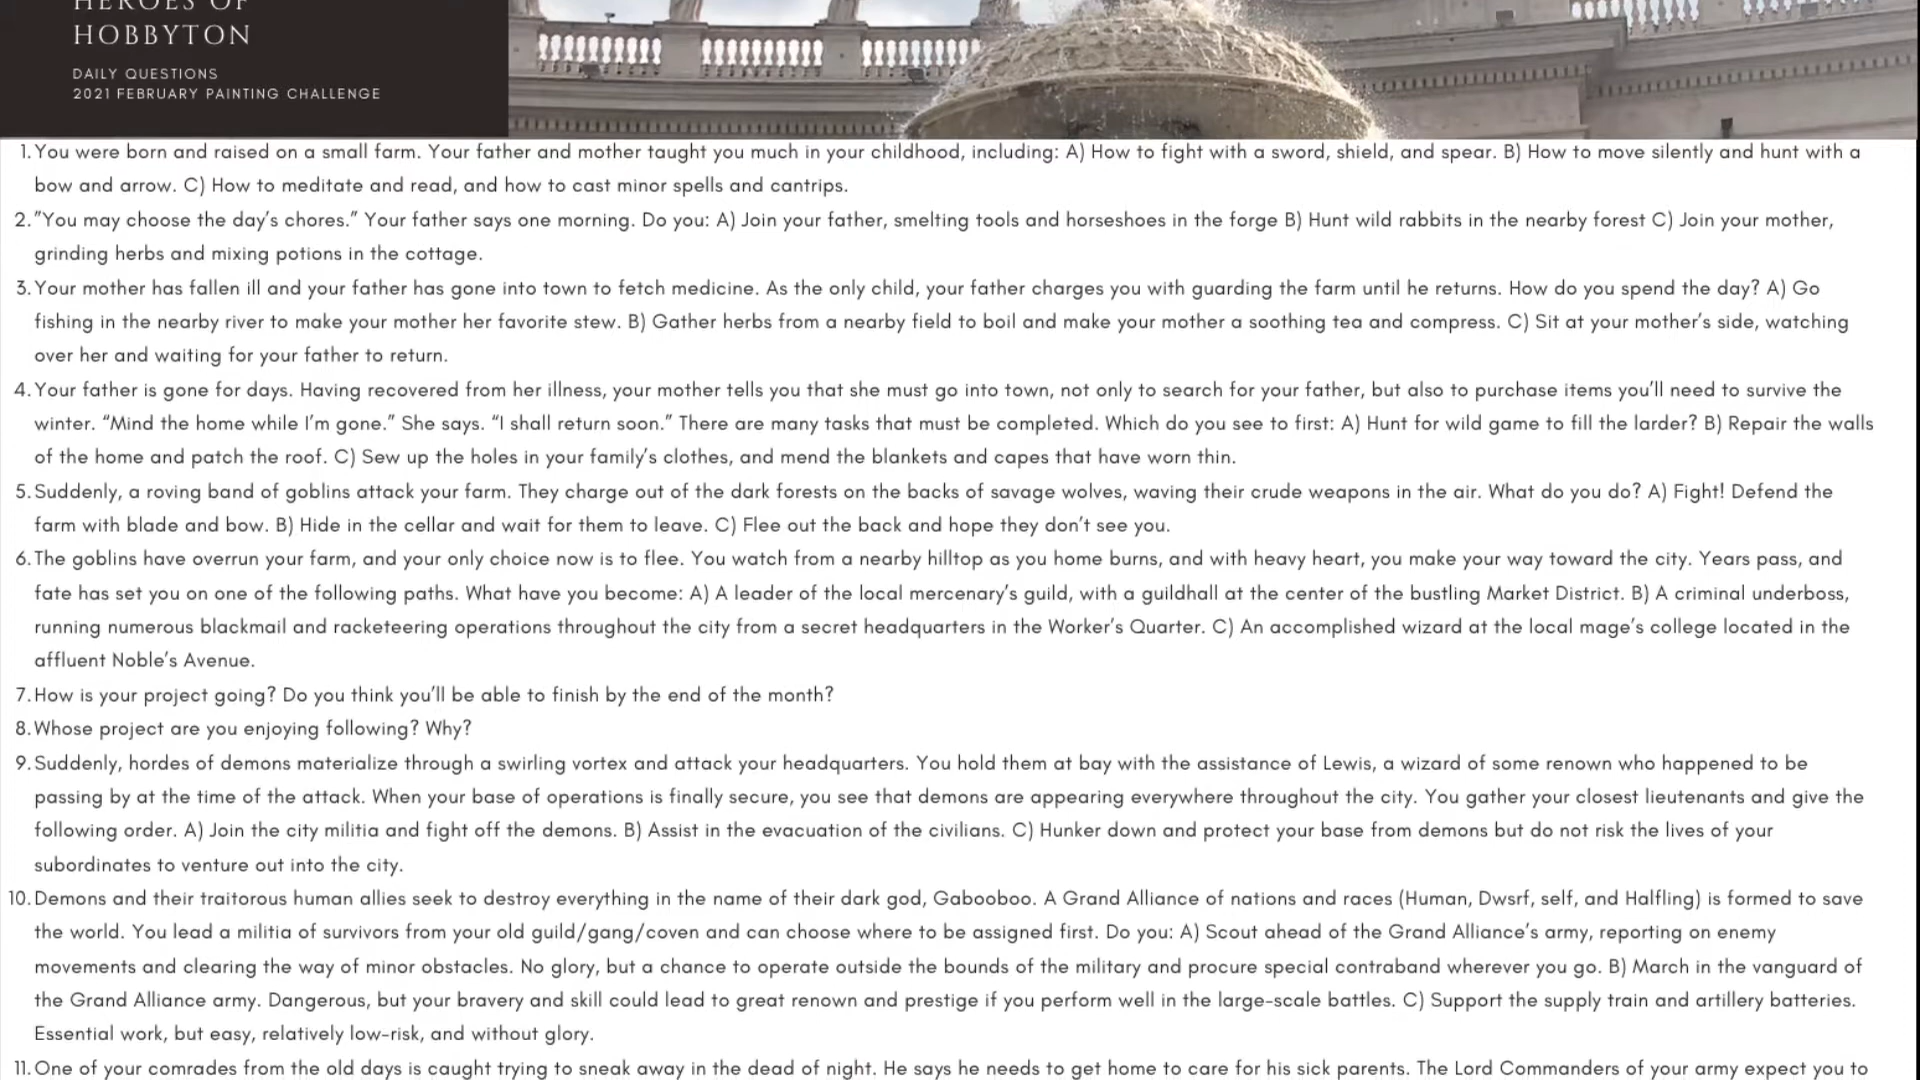 HEROES OF
HOBBYTON
DAILY QUESTIONS
2021 FEBRUARY PAINTING CHALLENGE
1. You were born and raised on a small farm. Your father and mother taught you much in your childhood, including: A) How to fight with a sword, shield, and spear. B) How to move silently and hunt with a
bow and arrow. C) How to meditate and read, and how to cast minor spells and cantrips.
2. "You may choose the day's chores." Your father says one morning. Do you: A) Join your father, smelting tools and horseshoes in the forge B) Hunt wild rabbits in the nearby forest C) Join your mother,
grinding herbs and mixing potions in the cottage.
3. Your mother has fallen ill and your father has gone into town to fetch medicine. As the only child, your father charges you with guarding the farm until he returns. How do you spend the day? A) Go
fishing in the nearby river to make your mother her favorite stew. B) Gather herbs from a nearby field to boil and make your mother a soothing tea and compress. C) Sit at your mother's side, watching
over her and waiting for your father to return.
4. Your father is gone for days. Having recovered from her illness, your mother tells you that she must go into town, not only to search for your father, but also to purchase items you'll need to survive the
winter. "Mind the home while I'm gone." She says. "I shall return soon." There are many tasks that must be completed. Which do you see to first: A) Hunt for wild game to fill the larder? B) Repair the walls
of the home and patch the roof. C) Sew up the holes in your family's clothes, and mend the blankets and capes that have worn thin.
5. Suddenly, a roving band of goblins attack your farm. They charge out of the dark forests on the backs of savage wolves, waving their crude weapons in the air. What do you do? A) Fight! Defend the
farm with blade and bow. B) Hide in the cellar and wait for them to leave. C) Flee out the back and hope they don't see you.
6. The goblins have overrun your farm, and your only choice now is to flee. You watch from a nearby hilltop as you home burns, and with heavy heart, you make your way toward the city. Years pass, and
fate has set you on one of the following paths. What have you become: A) A leader of the local mercenary's guild, with a guildhall at the center of the bustling Market District. B) A criminal underboss,
running numerous blackmail and racketeering operations throughout the city from a secret headquarters in the Worker's Quarter. C) An accomplished wizard at the local mage's college located in the
affluent Noble's Avenue.
7. How is your project going? Do you think you'll be able to finish by the end of the month?
8. Whose project are you enjoying following? Why?
9. Suddenly, hordes of demons materialize through a swirling vortex and attack your headquarters. You hold them at bay with the assistance of Lewis, a wizard of some renown who happened to be
passing by at the time of the attack. When your base of operations is finally secure, you see that demons are appearing everywhere throughout the city. You gather your closest lieutenants and give the
following order. A) Join the city militia and fight off the demons. B) Assist in the evacuation of the civilians. C) Hunker down and protect your base from demons but do not risk the lives of your
subordinates to venture out into the city.
10. Demons and their traitorous human allies seek to destroy everything in the name of their dark god, Gabooboo. A Grand Alliance of nations and races (Human, Dwsrf, self, and Halfling) is formed to save
the world. You lead a militia of survivors from your old guild/gang/coven and can choose where to be assigned first. Do you: A) Scout ahead of the Grand Alliance's army, reporting on enemy
movements and clearing the way of minor obstacles. No glory, but a chance to operate outside the bounds of the military and procure special contraband wherever you go. B) March in the vanguard of
the Grand Alliance army. Dangerous, but your bravery and skill could lead to great renown and prestige if you perform well in the large-scale battles. C) Support the supply train and artillery batteries.
Essential work, but easy, relatively low-risk, and without glory.
11. One of your comrades from the old days is caught trying to sneak away in the dead of night. He says he needs to get home to care for his sick parents. The Lord Commanders of your army expect you to